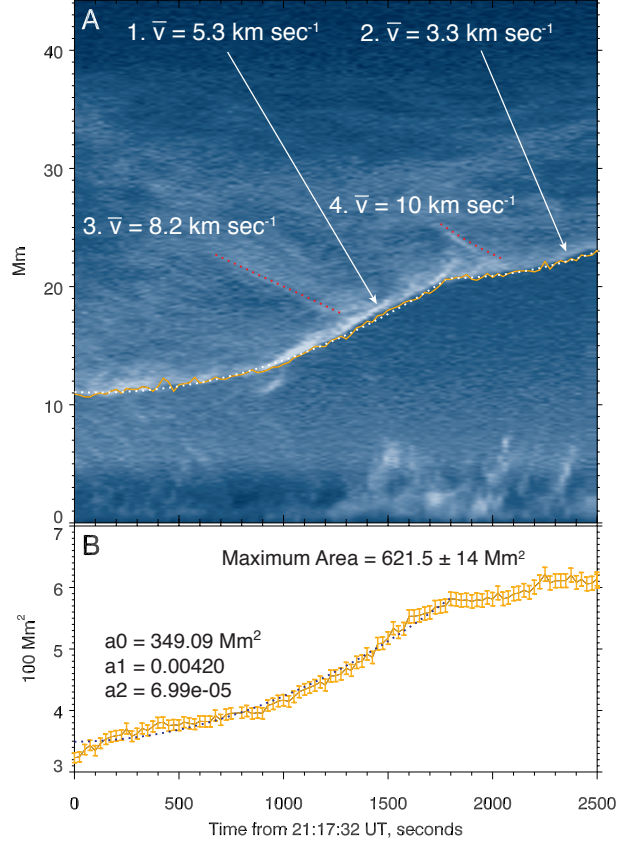 A
1. v̅ = 5.3 km sec⁻¹
2. v̅ = 3.3 km sec⁻¹
3. v̅ = 8.2 km sec⁻¹
4. v̅ = 10 km sec⁻¹
40
30
20
10
0
Mm
B
Maximum Area = 621.5 ± 14 Mm²
a0 = 349.09 Mm²
a1 = 0.00420
a2 = 6.99e-05
7
6
5
4
3
100 Mm²
0 500 1000 1500 2000 2500
Time from 21:17:32 UT, seconds